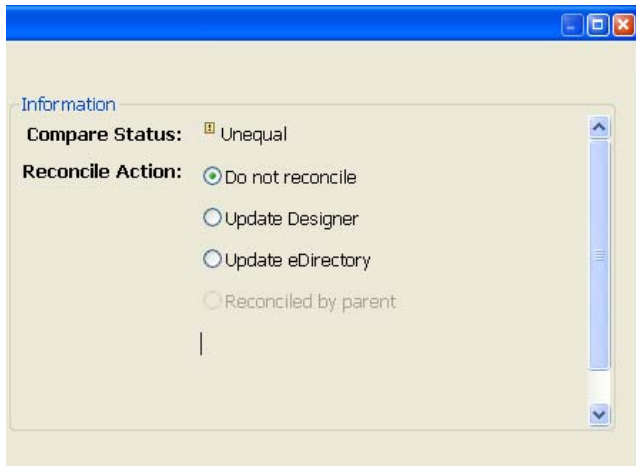 Information
Compare Status: Unequal
Reconcile Action: Do not reconcile
Update Designer
Update eDirectory
Reconciled by parent